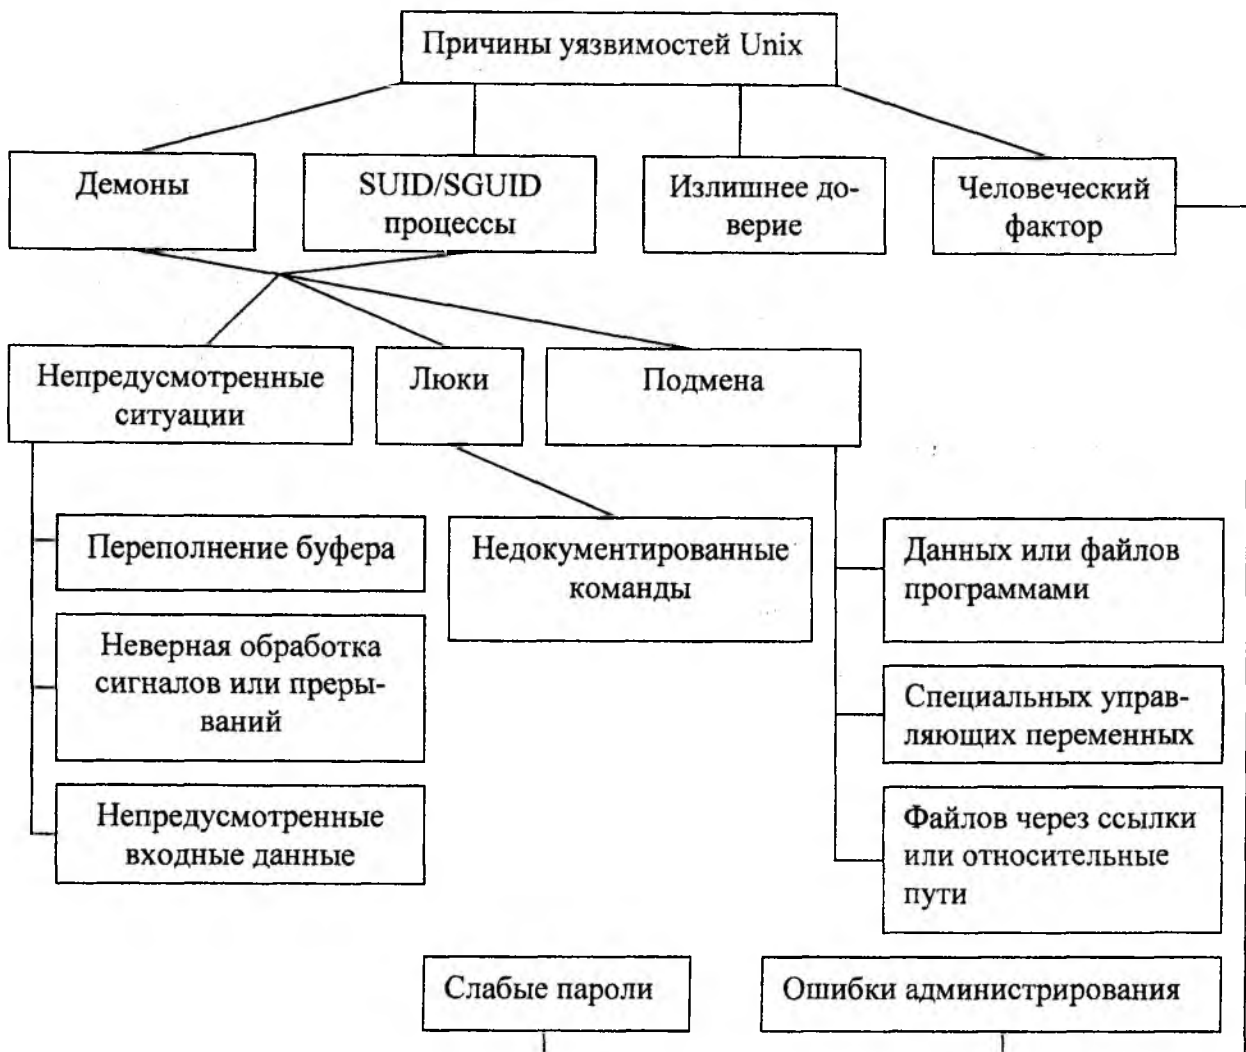 Причины уязвимостей Unix
Демоны
SUID/SGUID
процессы
Излишнее до-
верие
Человеческий
фактор
Непредусмотренные
ситуации
Люки
Подмена
Переполнение буфера
Неверная обработка
сигналов или преры-
ваний
Непредусмотренные
входные данные
Недокументированные
команды
Данных или файлов
программами
Специальных управ-
ляющих переменных
Файлов через ссылки
или относительные
пути
Слабые пароли
Ошибки администрирования